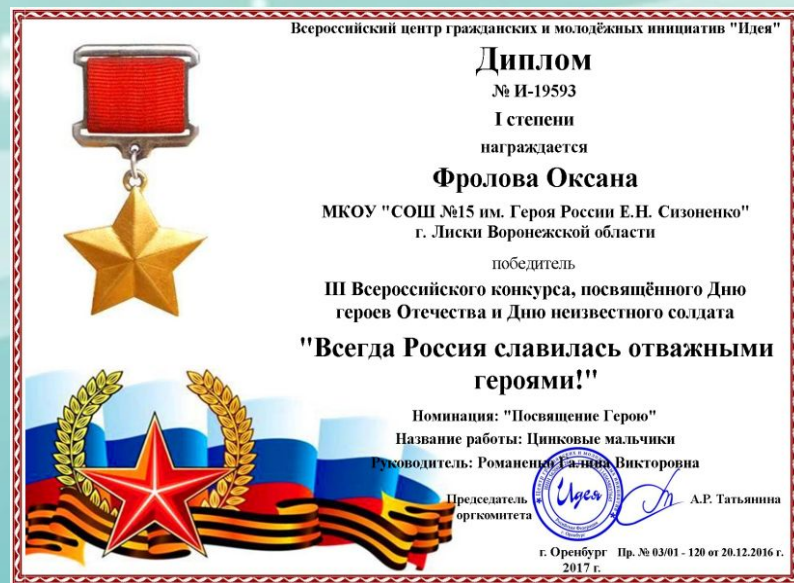 Всероссийский центр гражданских и молодёжных инициатив "Идея"
Диплом
№ И-19593
I степени
награждается
Фролова Оксана
МКОУ "СОШ №15 им. Героя России Е.Н. Сизоненко"
г. Лиски Воронежской области
победитель
III Всероссийского конкурса, посвящённого Дню
героев Отечества и Дню неизвестного солдата
"Всегда Россия славилась отважными
героями!"
Номинация: "Посвящение Герою"
Название работы: Цинковые мальчики
Руководитель: Романенко Галина Викторовна
Председатель
оргкомитета
Идея
А.Р. Татьянина
г. Оренбург Пр. № 03/01 - 120 от 20.12.2016 г.
2017 г.